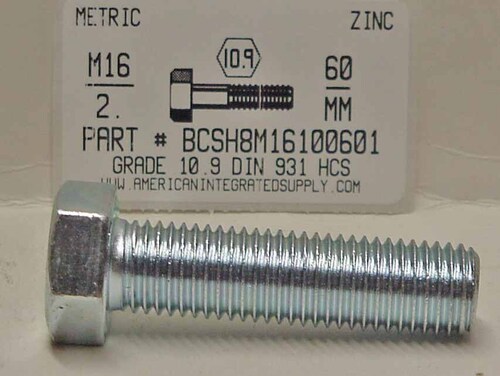 METRIC ZINC
10.9
M16 60
2. MM
PART # BCSH8M16100601
GRADE 10.9 DIN 931 HCS
WWW.AMERICANINTEGRATEDSUPPLY.COM